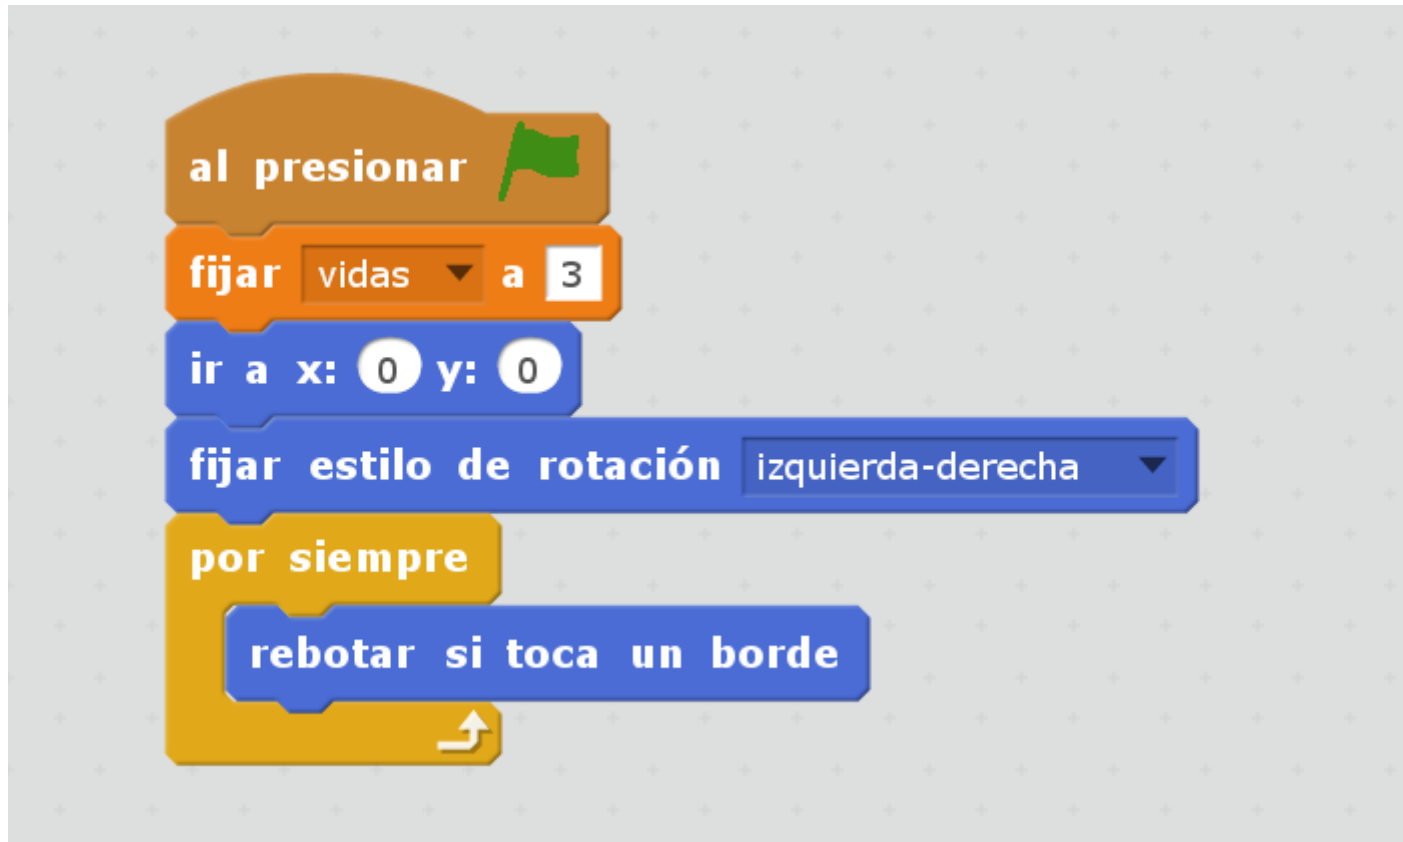 al presionar
fijar vidas a 3
ir a x: 0 y: 0
fijar estilo de rotación izquierda-derecha
por siempre
rebotar si toca un borde